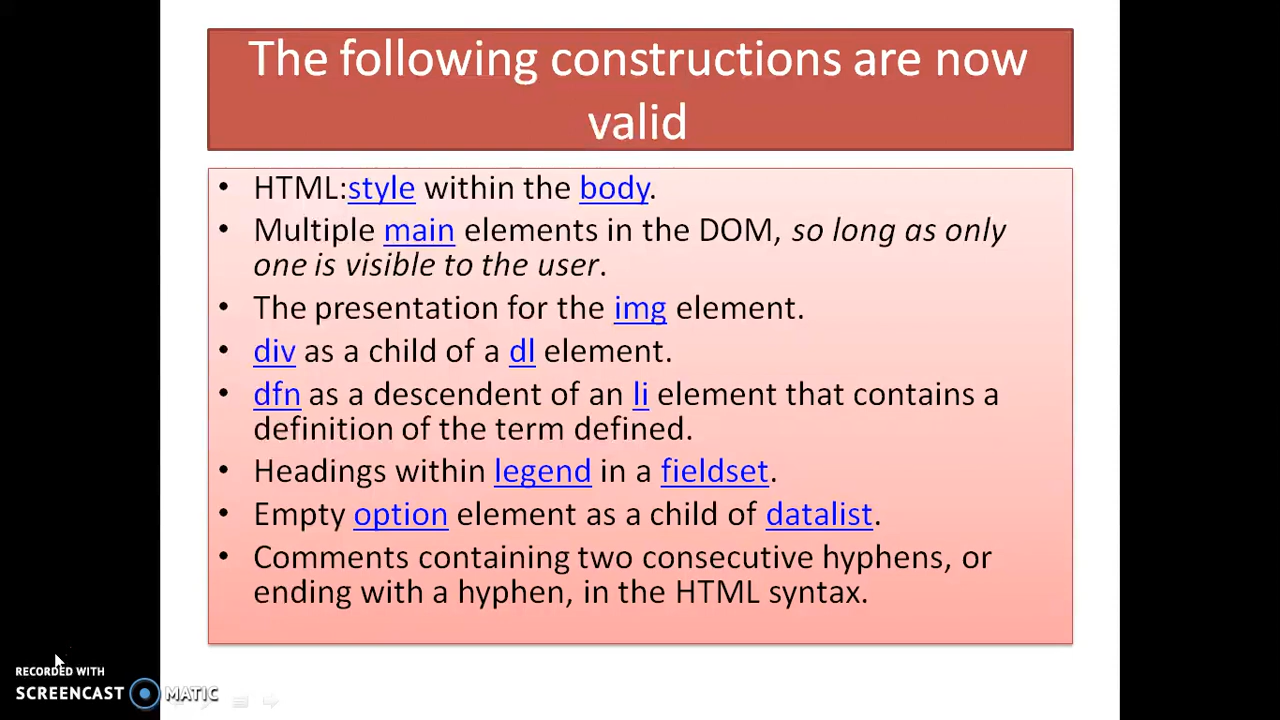 The following constructions are now
valid
• HTML:style within the body.
• Multiple main elements in the DOM, so long as only
one is visible to the user.
• The presentation for the img element.
• div as a child of a dl element.
• dfn as a descendent of an li element that contains a
definition of the term defined.
• Headings within legend in a fieldset.
• Empty option element as a child of datalist.
• Comments containing two consecutive hyphens, or
ending with a hyphen, in the HTML syntax.
RECORDED WITH
SCREENCAST MATIC